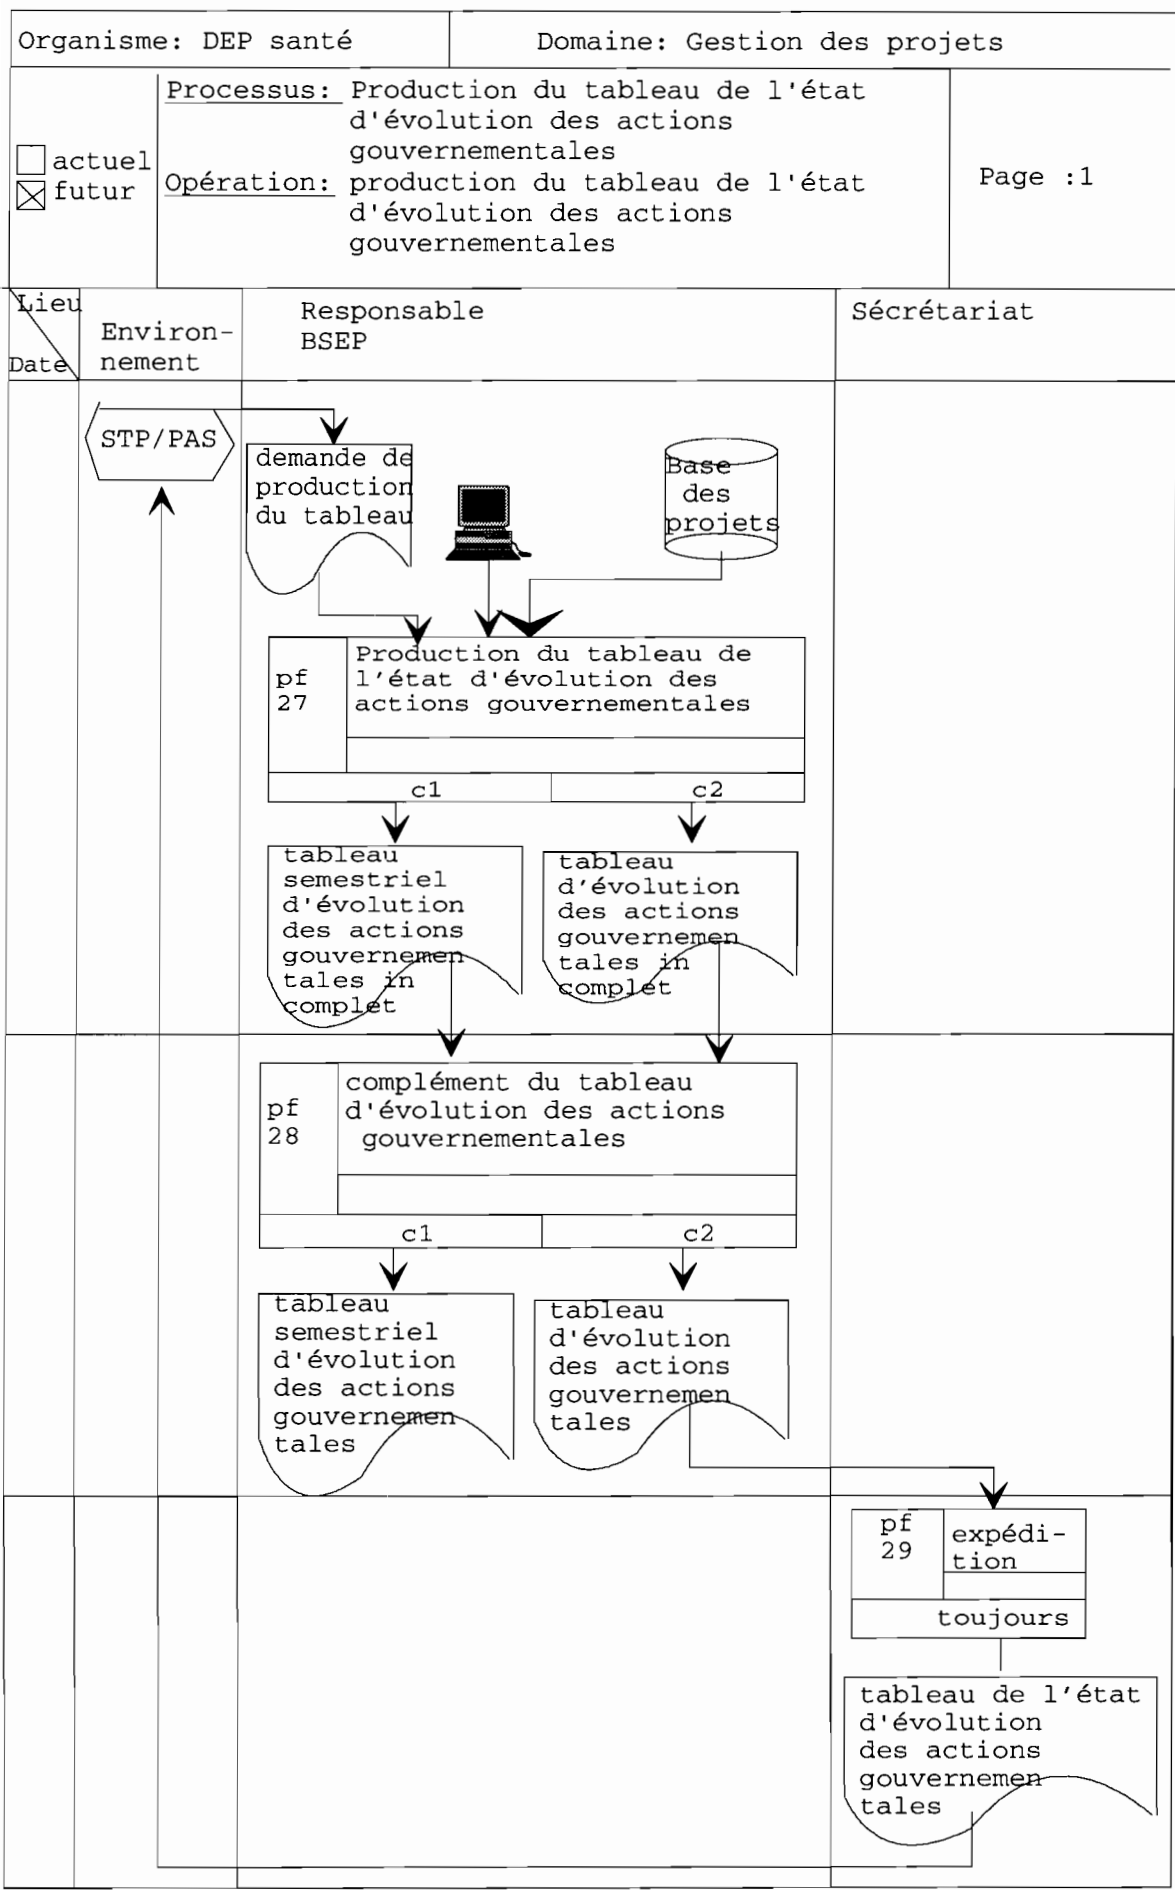 Organisme: DEP santé
Domaine: Gestion des projets
actuel
futur
Processus: Production du tableau de l'état
d'évolution des actions
gouvernementales
Opération: production du tableau de l'état
d'évolution des actions
gouvernementales
Page :1
Lieu
Date
Environ-
nement
Responsable
BSEP
Sécrétariat
STP/PAS
demande de
production
du tableau
Base
des
projets
pf
27
Production du tableau de
l'état d'évolution des
actions gouvernementales
c1
c2
tableau
semestriel
d'évolution
des actions
gouvernemen
tales in
complet
tableau
d'évolution
des actions
gouvernemen
tales in
complet
pf
28
complément du tableau
d'évolution des actions
gouvernementales
c1
c2
tableau
semestriel
d'évolution
des actions
gouvernemen
tales
tableau
d'évolution
des actions
gouvernemen
tales
pf
29
expédi-
tion
toujours
tableau de l'état
d'évolution
des actions
gouvernemen
tales